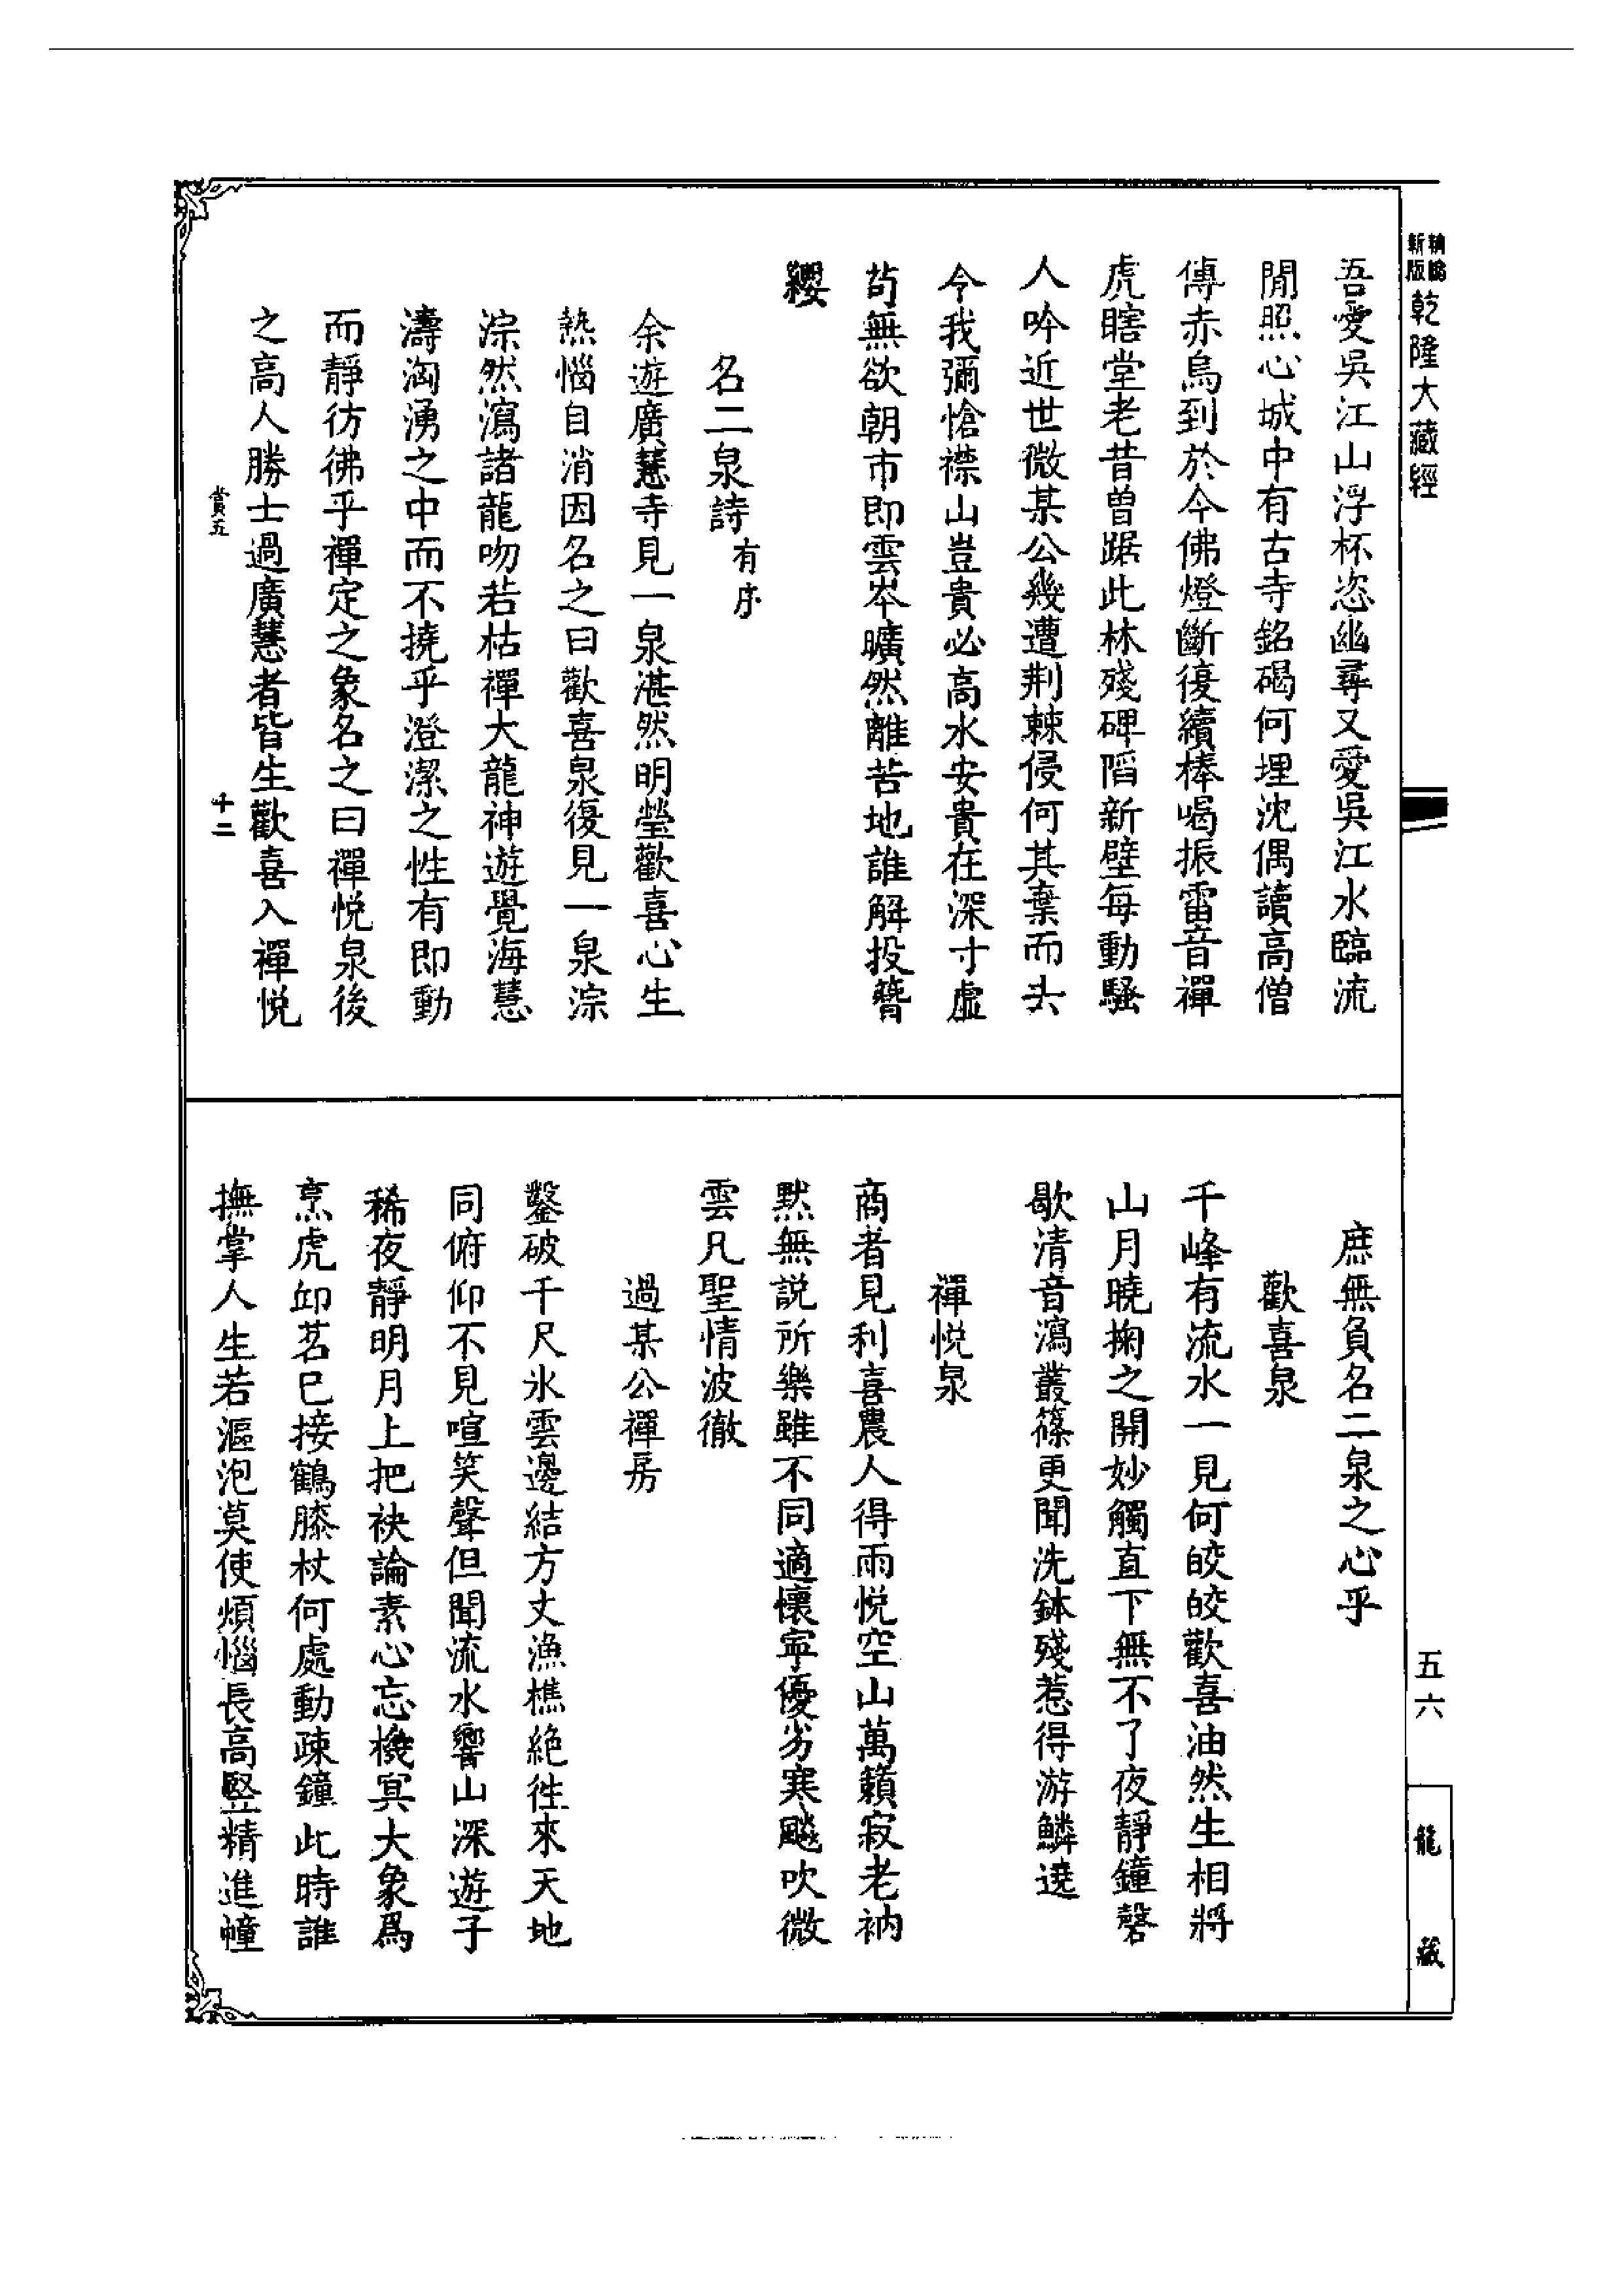 新版
乾隆大藏經
吾愛吳江山浮杯恣幽尋又愛吳江水臨流
閒照心城中有古寺銘碣何埋沈偶讀高僧
傳赤烏到於今佛燈斷復續棒喝振雷音禪
虎瞎堂老昔曽踞此林殘碑䧟新壁每動騷
人吟近世微某公幾遭荆棘侵何其棄而去
今我彌愴襟山豈貴必高水安貴在深寸虛
茍無欲朝市即雲岑曠然離苦地誰解投簪
纓
名二泉詩有序
余遊廣慧寺見一泉湛然明瑩歡喜心生
熱惱自消因名之曰歡喜泉復見一泉淙
淙然瀉諸龍吻若枯禪大龍神遊覺海慧
濤洶湧之中而不撓乎澄潔之性有即動
而靜彷彿乎禪定之象名之曰禪悅泉後
之高人勝士過廣慧者皆生歡喜入禪悅
賞五
十二
庶無負名二泉之心乎
歡喜泉
千峰有流水一見何皎皎歡喜油然生相將
山月曉掬之開妙觸直下無不了夜靜鐘磬
歇清音瀉叢篠更聞洗鉢殘惹得游鱗遶
禪悅泉
商者見利喜農人得雨悅空山萬籟寂老衲
默無說所樂雖不同適懷寧優劣寒飈吹微
雲凡聖情波徹
過某公禪房
鑿破千尺氷雲邊結方丈漁樵絶徃來天地
同俯仰不見喧笑聲但聞流水響山深遊子
稀夜靜明月上把袂論素心忘機冥大象爲
烹虎邱茗巳接鶴膝杖何處動疎鐘此時誰
撫掌人生若漚泡莫使煩惱長高竪精進幢
五六
龍藏